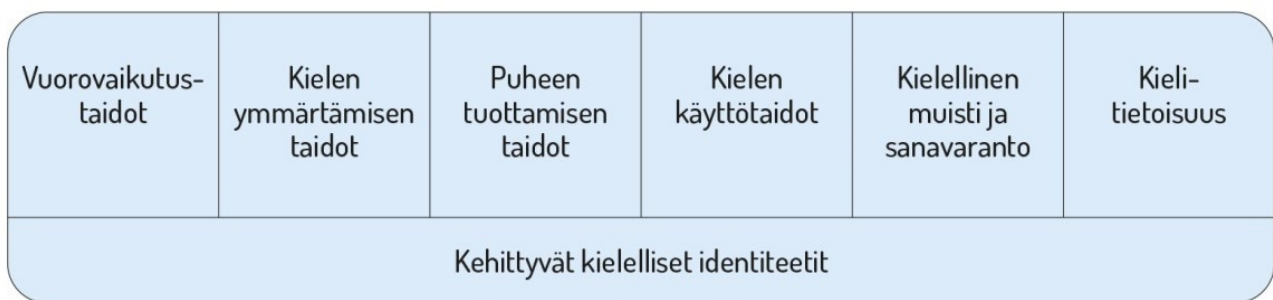 Vuorovaikutus-
taidot
Kielen
ymmärtämisen
taidot
Puheen
tuottamisen
taidot
Kielen
käyttötaidot
Kielellinen
muisti ja
sanavaranto
Kieli-
tietoisuus
Kehittyvät kielelliset identiteetit